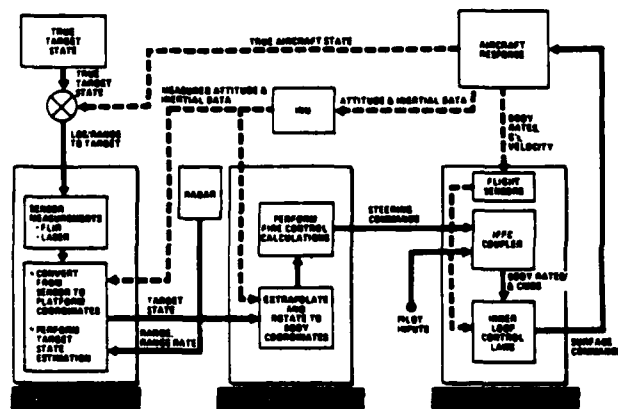 TRUE
TARGET
STATE
TRUE
TARGET
STATE
TRUE AIRCRAFT STATE
AIRCRAFT
RESPONSE
MEASURED ATTITUDE &
INERTIAL DATA
ATTITUDE & INERTIAL DATA
LOS/RANGE
TO TARGET
BODY
RATES,
VELOCITY
FLIGHT
SENSORS
SENSOR
MEASUREMENTS
- FLIR
- LASER
RADAR
PERFORM
FIRE CONTROL
CALCULATIONS
STEERING
COMMANDS
IFFC
COUPLER
• CONVERT
FROM
SENSOR TO
PLATFORM
COORDINATES
• PERFORM
TARGET
STATE
ESTIMATION
TARGET
STATE
RANGE,
RANGE RATE
EXTRAPOLATE
AND
ROTATE TO
BODY
COORDINATES
PILOT
INPUTS
BODY RATES
& CMDS
INNER
LOOP
CONTROL
LAWS
SURFACE
COMMANDS